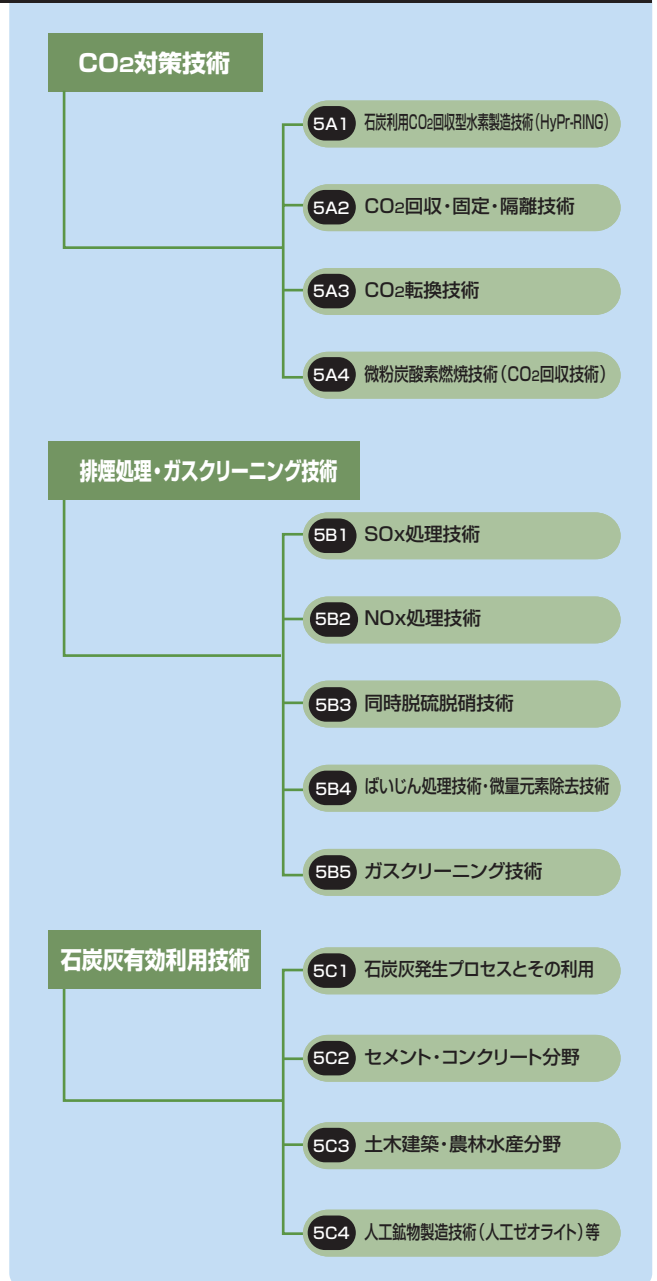 CO2対策技術
5A1 石炭利用CO2回収型水素製造技術(HyPr-RING)
5A2 CO2回収・固定・隔離技術
5A3 CO2転換技術
5A4 微粉炭酸素燃焼技術(CO2回収技術)
排煙処理・ガスクリーニング技術
5B1 SOx処理技術
5B2 NOx処理技術
5B3 同時脱硫脱硝技術
5B4 ばいじん処理技術・微量元素除去技術
5B5 ガスクリーニング技術
石炭灰有効利用技術
5C1 石炭灰発生プロセスとその利用
5C2 セメント・コンクリート分野
5C3 土木建築・農林水産分野
5C4 人工鉱物製造技術(人工ゼオライト)等